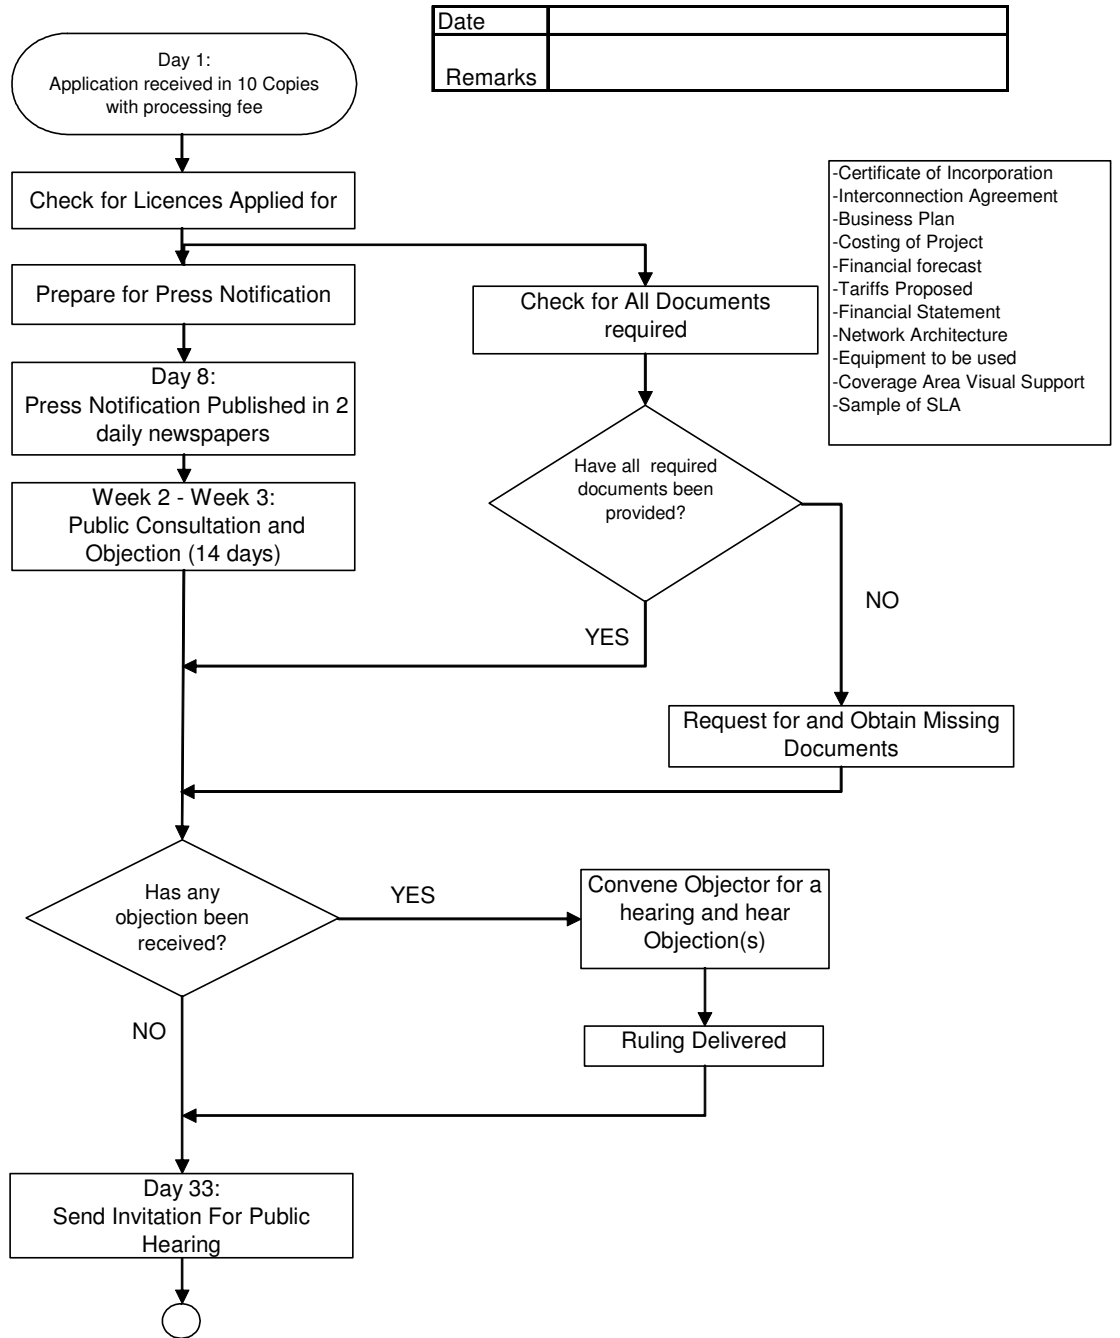 Date
Remarks
Day 1:
Application received in 10 Copies
with processing fee
Check for Licences Applied for
Prepare for Press Notification
Day 8:
Press Notification Published in 2
daily newspapers
Week 2 - Week 3:
Public Consultation and
Objection (14 days)
Check for All Documents
required
-Certificate of Incorporation
-Interconnection Agreement
-Business Plan
-Costing of Project
-Financial forecast
-Tariffs Proposed
-Financial Statement
-Network Architecture
-Equipment to be used
-Coverage Area Visual Support
-Sample of SLA
Have all required
documents been
provided?
NO
YES
Request for and Obtain Missing
Documents
Has any
objection been
received?
YES
Convene Objector for a
hearing and hear
Objection(s)
NO
Ruling Delivered
Day 33:
Send Invitation For Public
Hearing